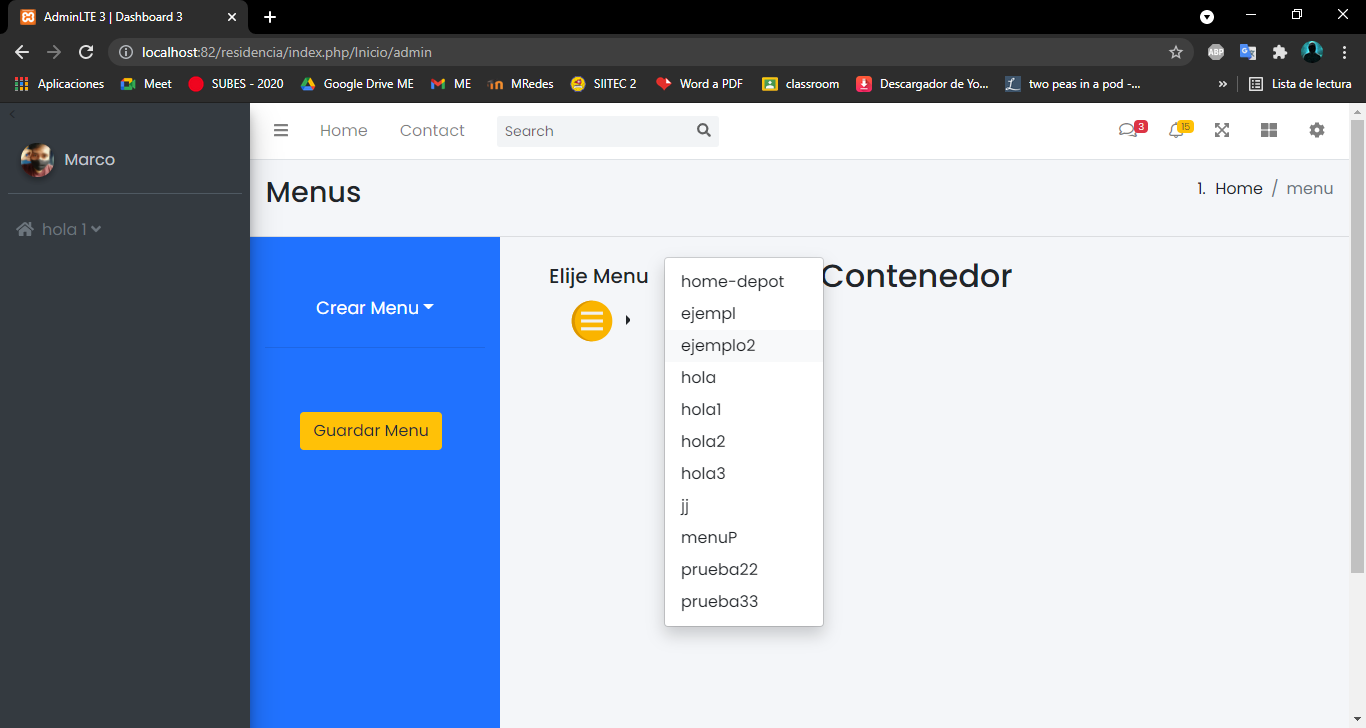 AdminLTE 3 | Dashboard 3
localhost:82/residencia/index.php/Inicio/admin
ABP
Aplicaciones Meet SUBES - 2020 Google Drive ME ME MRedes SIITEC 2 Word a PDF classroom Descargador de Yo... two peas in a pod -... » Lista de lectura
Marco
hola 1
Home Contact Search 3 15
Menus
1. Home / menu
Crear Menu
Guardar Menu
Elije Menu
home-depot
ejempl
ejemplo2
hola
hola1
hola2
hola3
jj
menuP
prueba22
prueba33
Contenedor